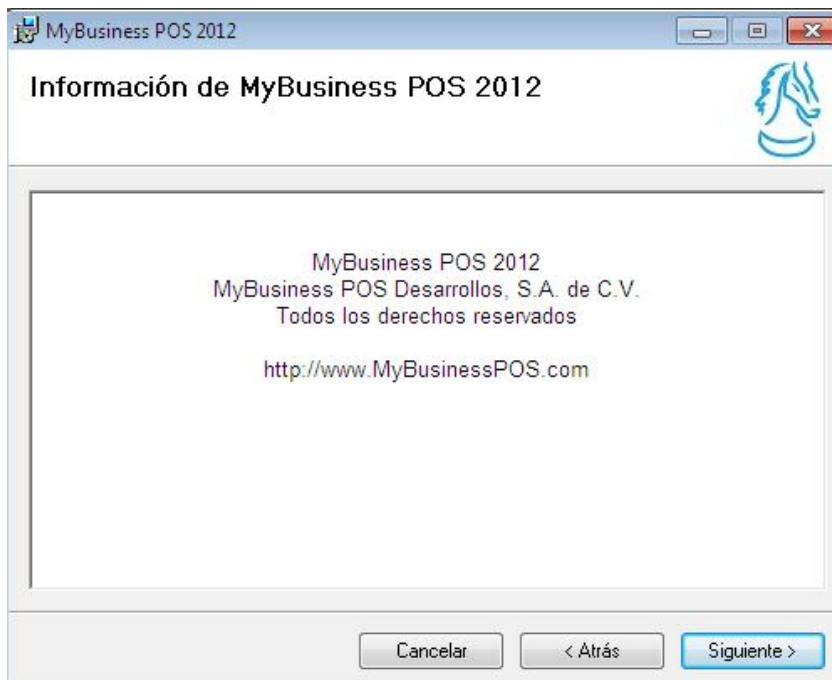 MyBusiness POS 2012
Información de MyBusiness POS 2012
MyBusiness POS 2012
MyBusiness POS Desarrollos, S.A. de C.V.
Todos los derechos reservados
http://www.MyBusinessPOS.com
Cancelar
< Atrás
Siguiente >